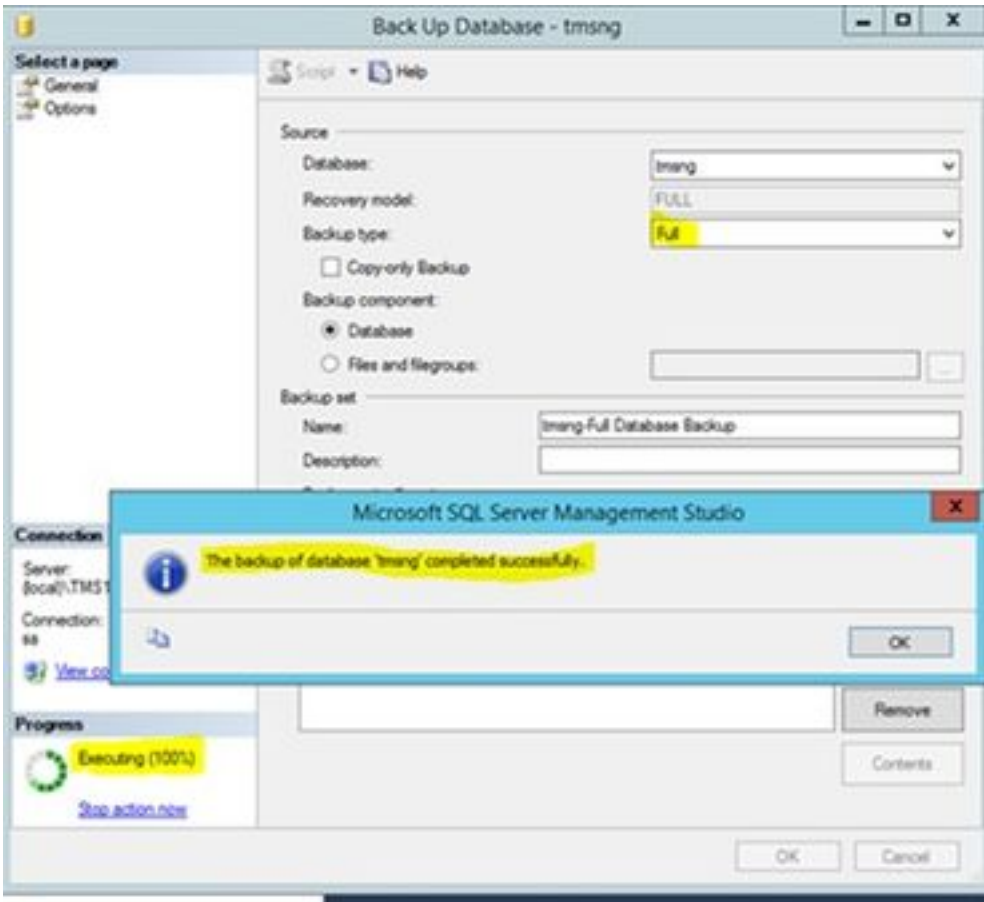 Back Up Database - tmsng
Select a page
General
Options
Script
Help
Source
Database:
tmsng
Recovery model:
FULL
Backup type:
Full
Copy-only Backup
Backup component:
Database
Files and filegroups:
...
Backup set
Name:
tmsng-Full Database Backup
Description:
Microsoft SQL Server Management Studio
The backup of database 'tmsng' completed successfully.
OK
Connection
Server:
(local)\TMS1
Connection:
sa
View co
Progress
Executing (100%)
Stop action now
Remove
Contents
OK
Cancel